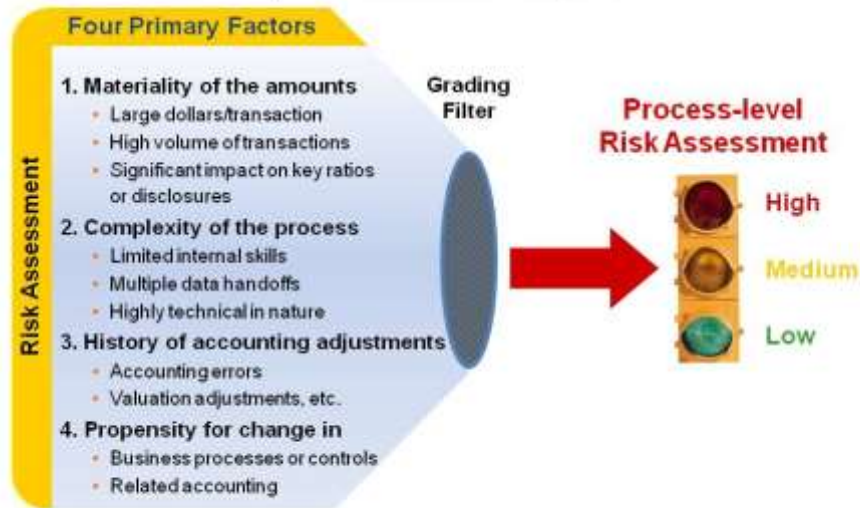 Four Primary Factors
Risk Assessment
1. Materiality of the amounts
• Large dollars/transaction
• High volume of transactions
• Significant impact on key ratios
or disclosures
2. Complexity of the process
• Limited internal skills
• Multiple data handoffs
• Highly technical in nature
3. History of accounting adjustments
• Accounting errors
• Valuation adjustments, etc.
4. Propensity for change in
• Business processes or controls
• Related accounting
Grading
Filter
Process-level
Risk Assessment
High
Medium
Low